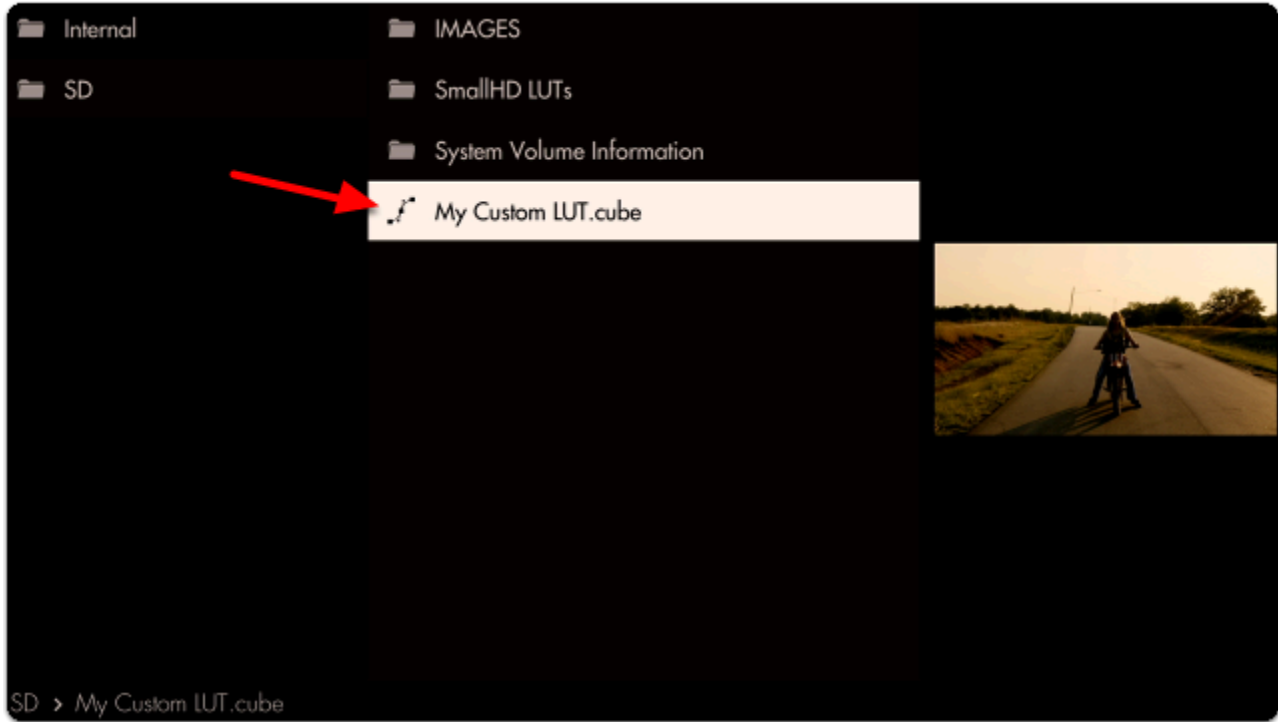 Internal
SD
IMAGES
SmallHD LUTs
System Volume Information
My Custom LUT.cube
SD > My Custom LUT.cube